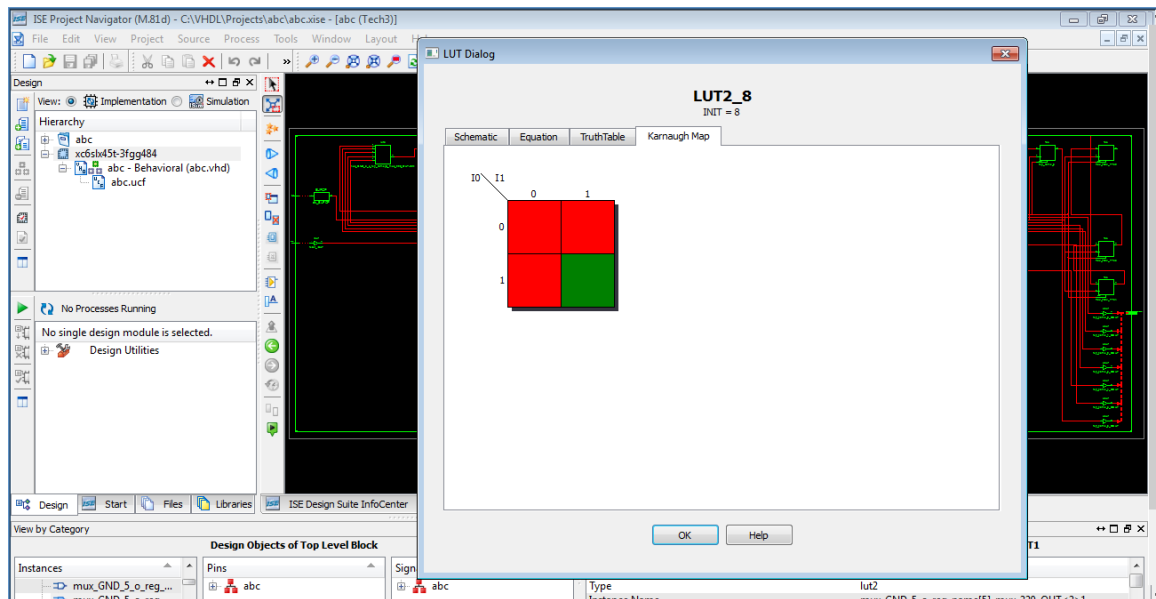 ISE Project Navigator (M.81d) - C:\VHDL\Projects\abc\abc.xise - [abc (Tech3)]
File Edit View Project Source Process Tools Window Layout
Design
View: Implementation Simulation
Hierarchy
abc
xc6slx45t-3fgg484
abc - Behavioral (abc.vhd)
abc.ucf
No Processes Running
No single design module is selected.
Design Utilities
Design Start Files Libraries ISE Design Suite InfoCenter
LUT Dialog
LUT2_8
INIT = 8
Schematic Equation TruthTable Karnaugh Map
I0 I1
0 1
0
1
OK Help
View by Category
Design Objects of Top Level Block
Instances Pins Sign
mux_GND_5_o_reg_... abc abc
Type lut2